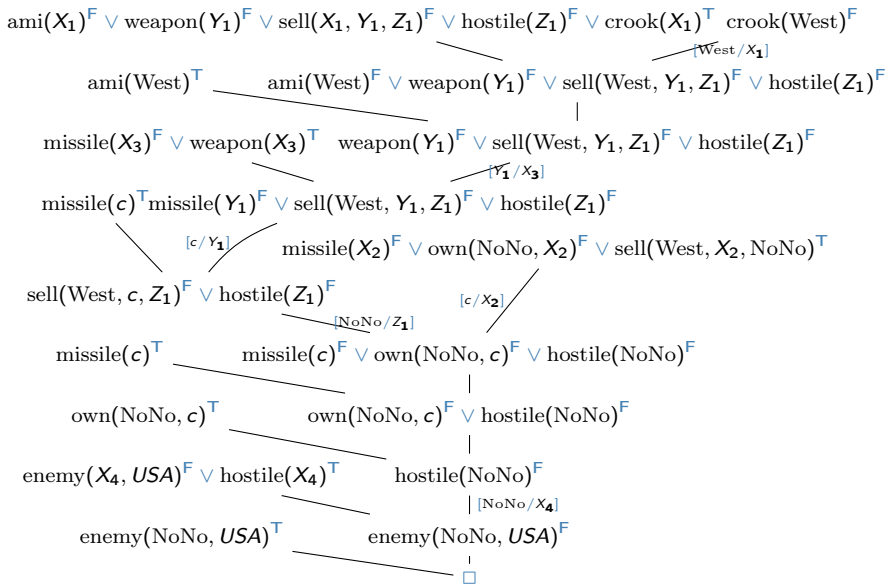 ami(X₁)ᶠ ∨ weapon(Y₁)ᶠ ∨ sell(X₁, Y₁, Z₁)ᶠ ∨ hostile(Z₁)ᶠ ∨ crook(X₁)ᵀ crook(West)ᶠ
[West/X₁]
ami(West)ᵀ ami(West)ᶠ ∨ weapon(Y₁)ᶠ ∨ sell(West, Y₁, Z₁)ᶠ ∨ hostile(Z₁)ᶠ
missile(X₃)ᶠ ∨ weapon(X₃)ᵀ weapon(Y₁)ᶠ ∨ sell(West, Y₁, Z₁)ᶠ ∨ hostile(Z₁)ᶠ
[Y₁/X₃]
missile(c)ᵀ missile(Y₁)ᶠ ∨ sell(West, Y₁, Z₁)ᶠ ∨ hostile(Z₁)ᶠ
[c/Y₁]
missile(X₂)ᶠ ∨ own(NoNo, X₂)ᶠ ∨ sell(West, X₂, NoNo)ᵀ
sell(West, c, Z₁)ᶠ ∨ hostile(Z₁)ᶠ
[c/X₂]
[NoNo/Z₁]
missile(c)ᵀ missile(c)ᶠ ∨ own(NoNo, c)ᶠ ∨ hostile(NoNo)ᶠ
own(NoNo, c)ᵀ own(NoNo, c)ᶠ ∨ hostile(NoNo)ᶠ
enemy(X₄, USA)ᶠ ∨ hostile(X₄)ᵀ hostile(NoNo)ᶠ
[NoNo/X₄]
enemy(NoNo, USA)ᵀ enemy(NoNo, USA)ᶠ
□